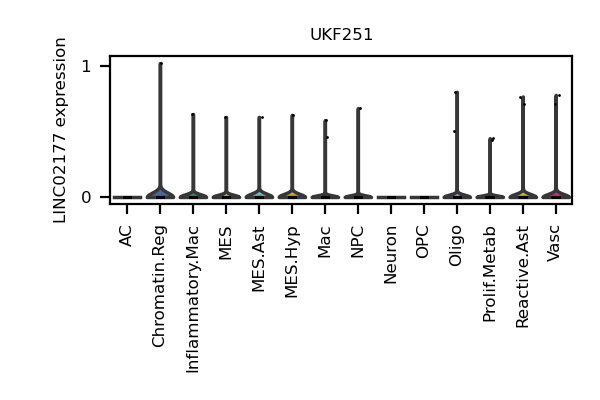 UKF251
LINC02177 expression
1
0
AC
Chromatin.Reg
Inflammatory.Mac
MES
MES.Ast
MES.Hyp
Mac
NPC
Neuron
OPC
Oligo
Prolif.Metab
Reactive.Ast
Vasc